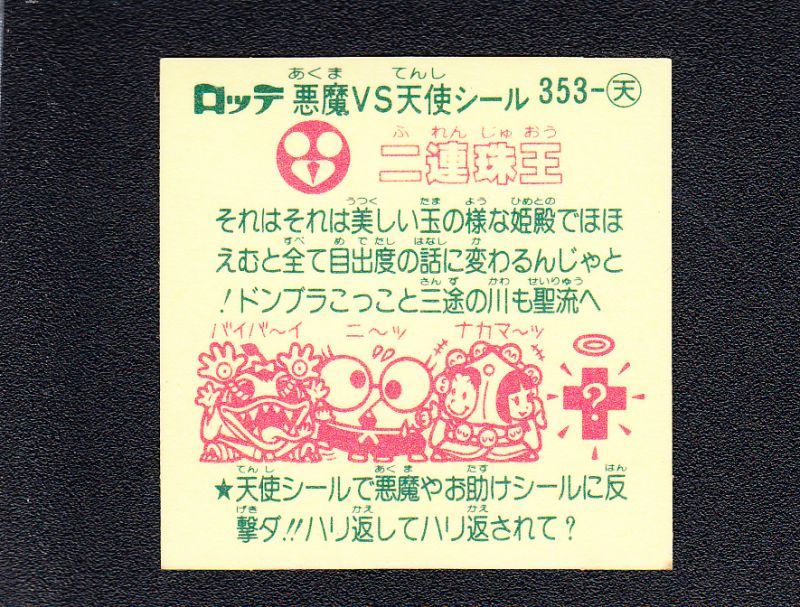 ロッテ 悪魔VS天使シール 353-天
あくま てんし
二連珠王
ふれんじゅおう
それはそれは美しい玉の様な姫殿でほほ
うつく たま よう ひめとの
えむと全て目出度の話に変わるんじゃと
すべ めでたし はなし か
!ドンブラこっこと三途の川も聖流へ
さんず かわ せいりゅう
バイバ〜イ ニ〜ッ ナカマ〜ッ
?
★天使シールで悪魔やお助けシールに反
てんし あくま たす はん
撃ダ!!ハリ返してハリ返されて?
げき かえ かえ